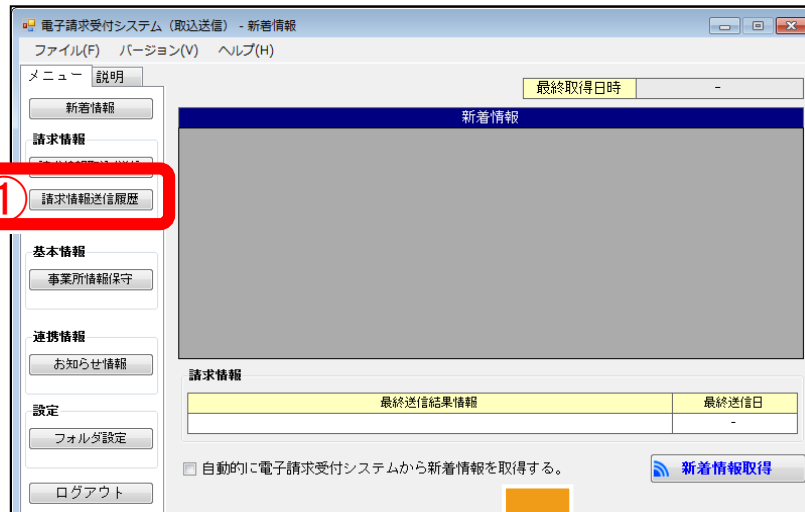 電子請求受付システム（取込送信） - 新着情報
ファイル(F) バージョン(V) ヘルプ(H)
メニュー 説明
最終取得日時 -
新着情報
新着情報
請求情報
①
請求情報送信履歴
基本情報
事業所情報保守
連携情報
お知らせ情報
請求情報
最終送信結果情報 最終送信日
-
設定
フォルダ設定
自動的に電子請求受付システムから新着情報を取得する。
新着情報取得
ログアウト